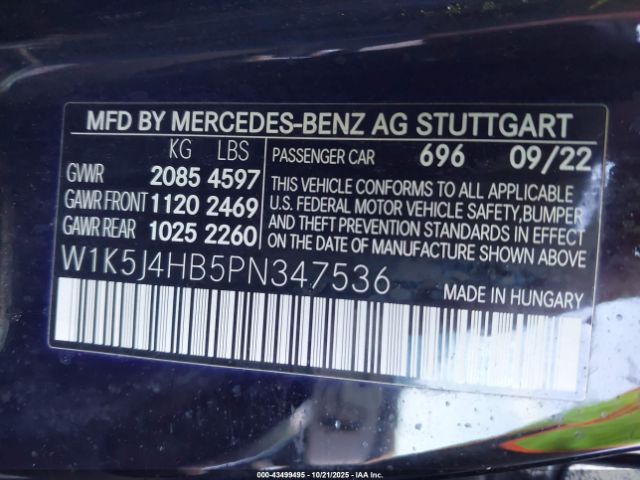 MFD BY MERCEDES-BENZ AG STUTTGART
KG LBS
GVWR 2085 4597
GAWR FRONT 1120 2469
GAWR REAR 1025 2260
PASSENGER CAR 696 09/22
THIS VEHICLE CONFORMS TO ALL APPLICABLE
U.S. FEDERAL MOTOR VEHICLE SAFETY, BUMPER
AND THEFT PREVENTION STANDARDS IN EFFECT
ON THE DATE OF MANUFACTURE SHOWN ABOVE.
W1K5J4HB5PN347536
MADE IN HUNGARY
000-43499495 - 10/21/2025 - IAA Inc.